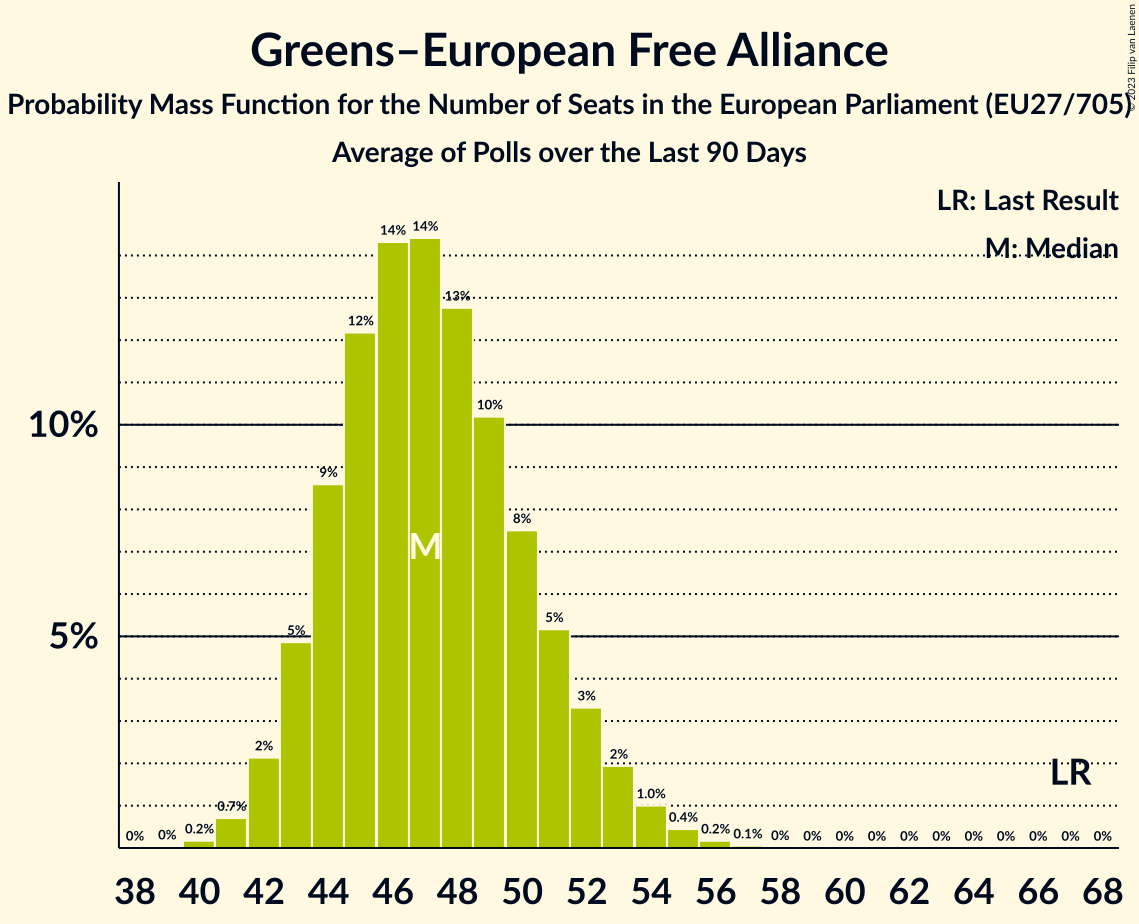 Greens–European Free Alliance
Probability Mass Function for the Number of Seats in the European Parliament (EU27/705)
Average of Polls over the Last 90 Days
© 2023 Filip van Laenen
LR: Last Result
M: Median
14% 14%
13%
12%
10%
10%
9%
8%
M
5%
5% 5%
3%
2% 2%
LR
0.7% 1.0%
0% 0% 0.2% 0.4% 0.2% 0.1% 0% 0% 0% 0% 0% 0% 0% 0% 0% 0% 0%
38 40 42 44 46 48 50 52 54 56 58 60 62 64 66 68